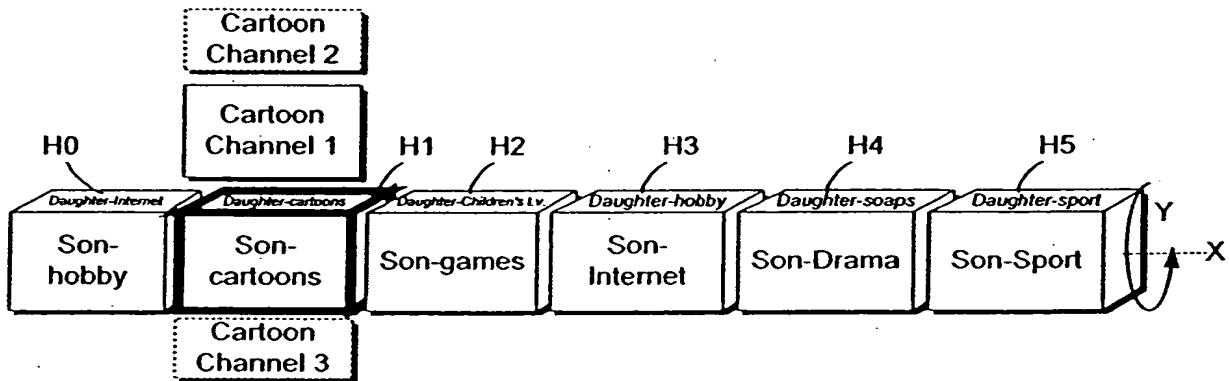 Cartoon
Channel 2
Cartoon
Channel 1
H0
H1
H2
H3
H4
H5
Daughter-Internet
Daughter-cartoons
Daughter-Children's t.v.
Daughter-hobby
Daughter-soaps
Daughter-sport
Y
Son-
hobby
Son-
cartoons
Son-games
Son-
Internet
Son-Drama
Son-Sport
X
Cartoon
Channel 3